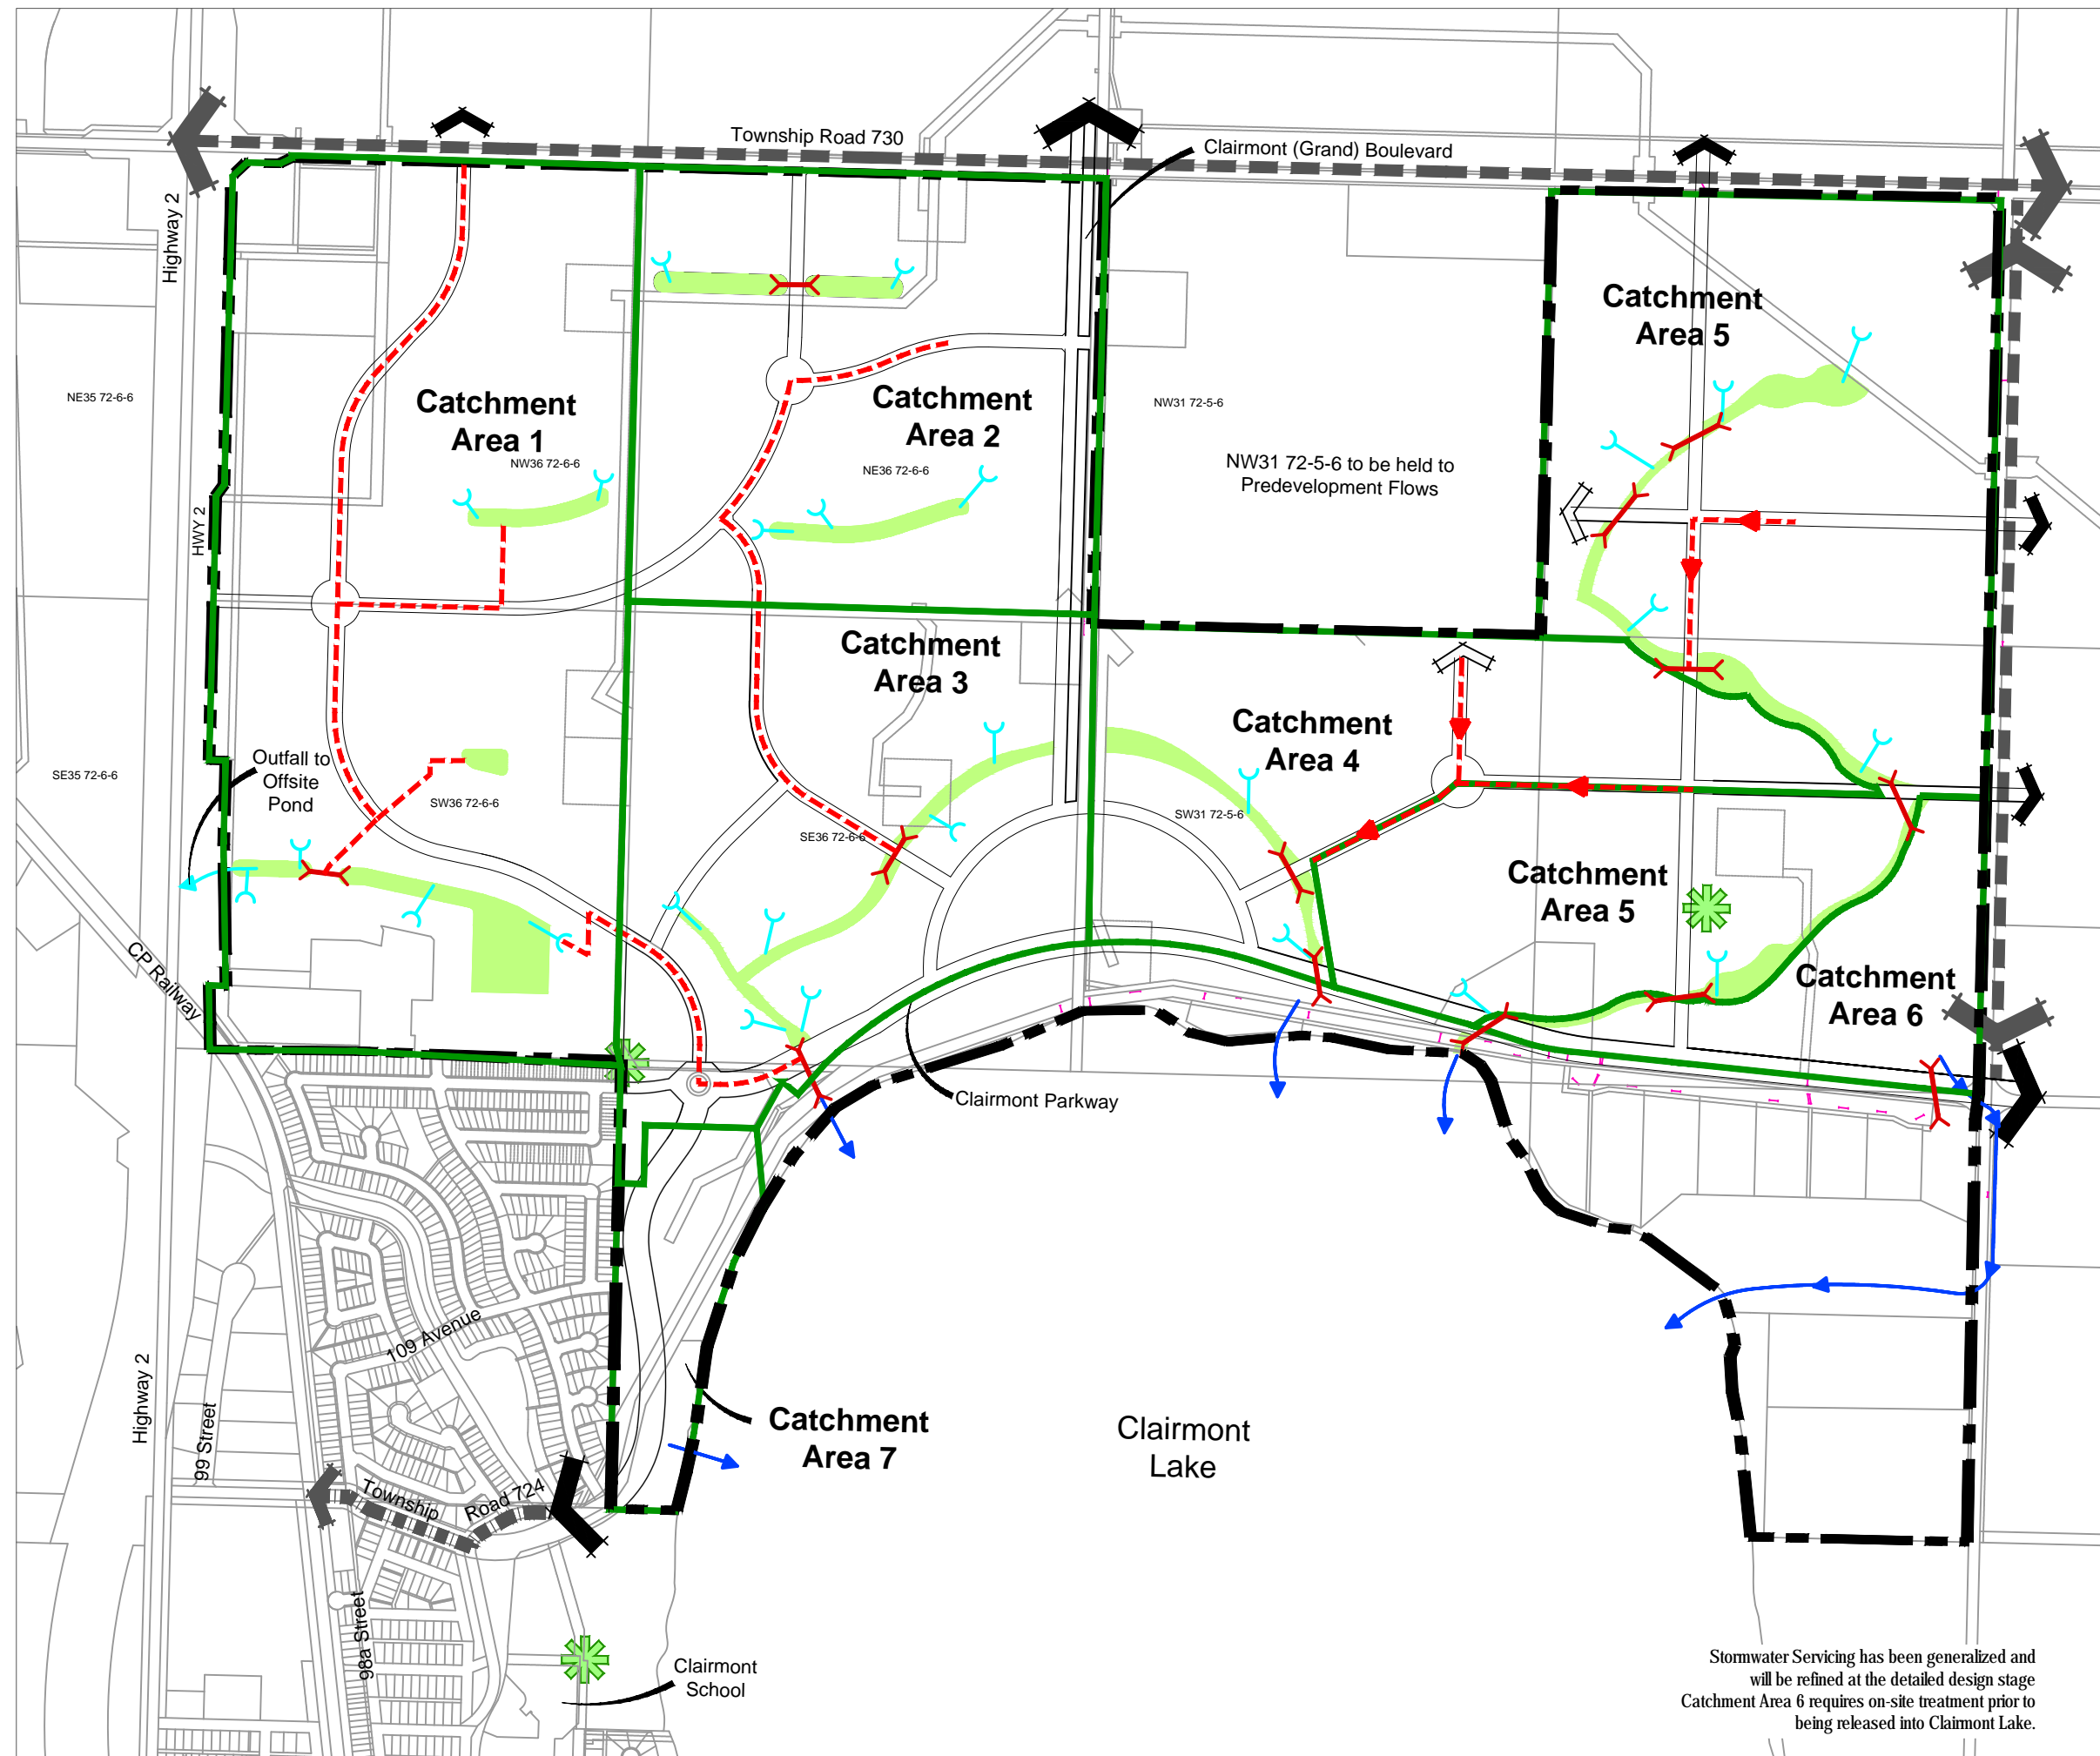 Township Road 730
Clairmont (Grand) Boulevard
Highway 2
Catchment
Area 5
NE35 72-6-6
Catchment
Area 1
NW36 72-6-6
Catchment
Area 2
NE36 72-6-6
NW31 72-5-6
NW31 72-5-6 to be held to
Predevelopment Flows
HWY 2
Catchment
Area 3
Catchment
Area 4
Outfall to
Offsite
Pond
SE35 72-6-6
SW36 72-6-6
SE36 72-6-6
SW31 72-5-6
Catchment
Area 5
CP Railway
Catchment
Area 6
Clairmont Parkway
109 Avenue
Highway 2
99 Street
Catchment
Area 7
Clairmont
Lake
Township
Road 724
98a Street
Clairmont
School
Stormwater Servicing has been generalized and
will be refined at the detailed design stage
Catchment Area 6 requires on-site treatment prior to
being released into Clairmont Lake.